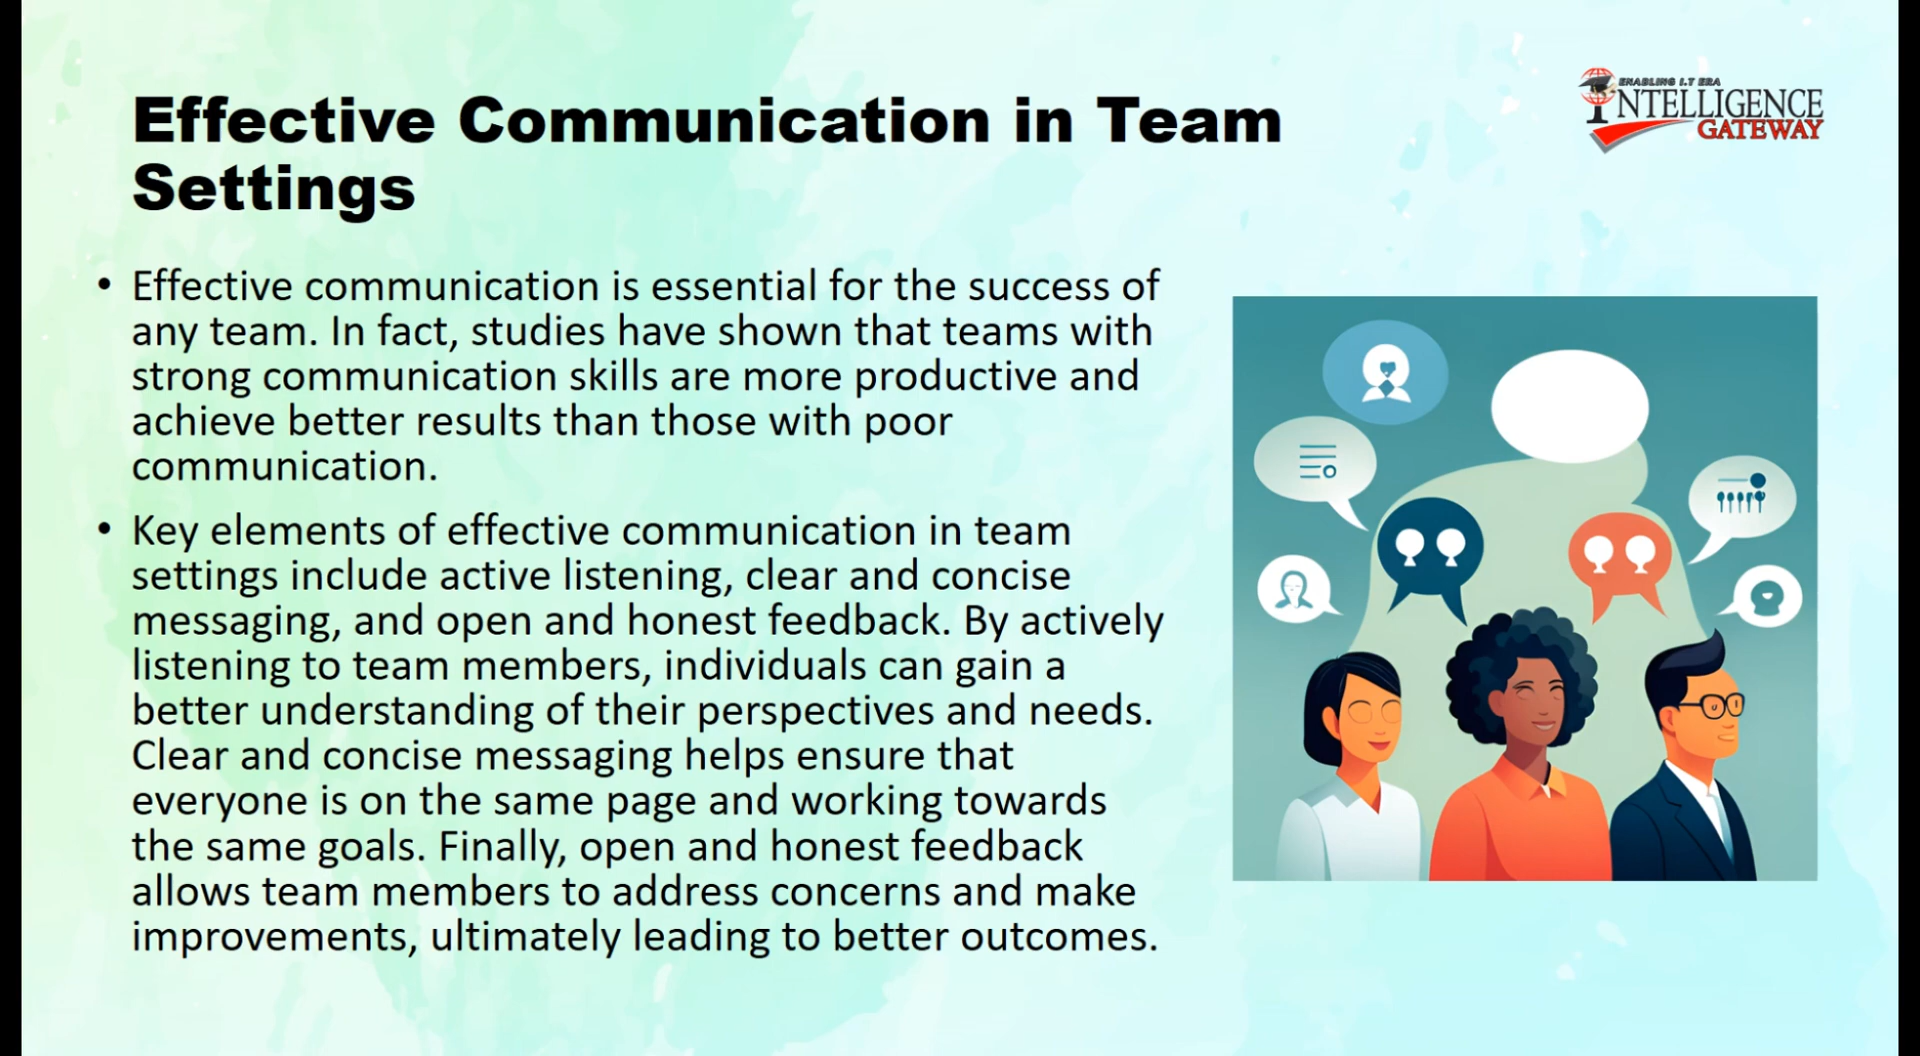 ENABLING I.T ERA
INTELLIGENCE
GATEWAY
Effective Communication in Team
Settings
• Effective communication is essential for the success of
any team. In fact, studies have shown that teams with
strong communication skills are more productive and
achieve better results than those with poor
communication.
• Key elements of effective communication in team
settings include active listening, clear and concise
messaging, and open and honest feedback. By actively
listening to team members, individuals can gain a
better understanding of their perspectives and needs.
Clear and concise messaging helps ensure that
everyone is on the same page and working towards
the same goals. Finally, open and honest feedback
allows team members to address concerns and make
improvements, ultimately leading to better outcomes.